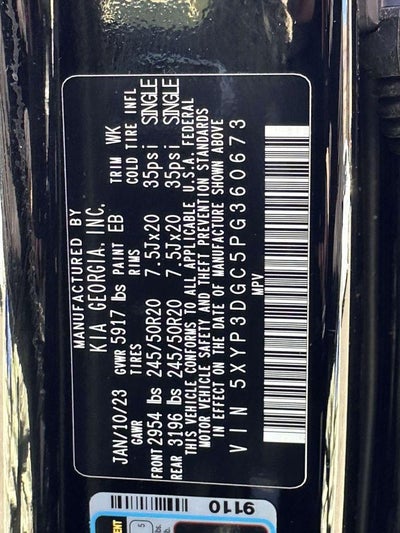 MANUFACTURED BY
KIA GEORGIA, INC.
JAN/10/23 GVWR 5917 lbs PAINT EB TRIM WK
GAWR TIRES RIMS COLD TIRE INFL
FRONT 2954 lbs 245/50R20 7.5Jx20 35psi SINGLE
REAR 3196 lbs 245/50R20 7.5Jx20 35psi SINGLE
THIS VEHICLE CONFORMS TO ALL APPLICABLE U.S.A. FEDERAL
MOTOR VEHICLE SAFETY AND THEFT PREVENTION STANDARDS
IN EFFECT ON THE DATE OF MANUFACTURE SHOWN ABOVE
VIN 5XYP3DGC5PG360673
MPV
9110
5